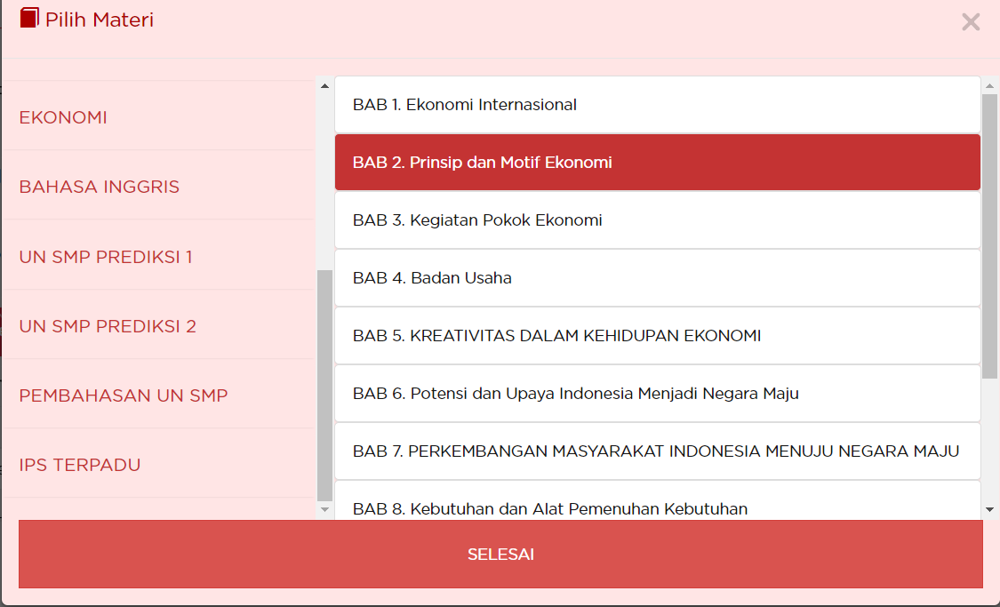 Pilih Materi
EKONOMI
BAHASA INGGRIS
UN SMP PREDIKSI 1
UN SMP PREDIKSI 2
PEMBAHASAN UN SMP
IPS TERPADU
BAB 1. Ekonomi Internasional
BAB 2. Prinsip dan Motif Ekonomi
BAB 3. Kegiatan Pokok Ekonomi
BAB 4. Badan Usaha
BAB 5. KREATIVITAS DALAM KEHIDUPAN EKONOMI
BAB 6. Potensi dan Upaya Indonesia Menjadi Negara Maju
BAB 7. PERKEMBANGAN MASYARAKAT INDONESIA MENUJU NEGARA MAJU
BAB 8. Kebutuhan dan Alat Pemenuhan Kebutuhan
SELESAI